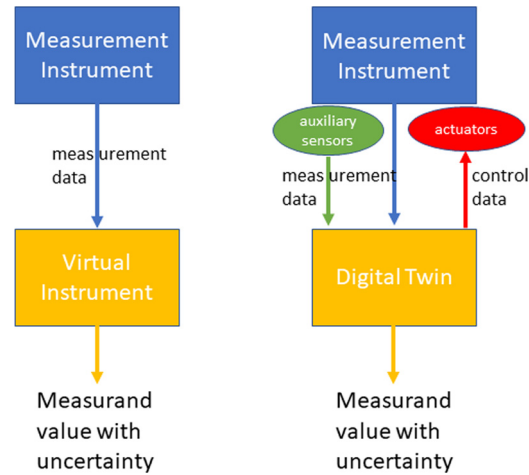 Measurement
Instrument
measurement
data
Virtual
Instrument
Measurand
value with
uncertainty
Measurement
Instrument
auxiliary
sensors
actuators
measurement
data
control
data
Digital Twin
Measurand
value with
uncertainty